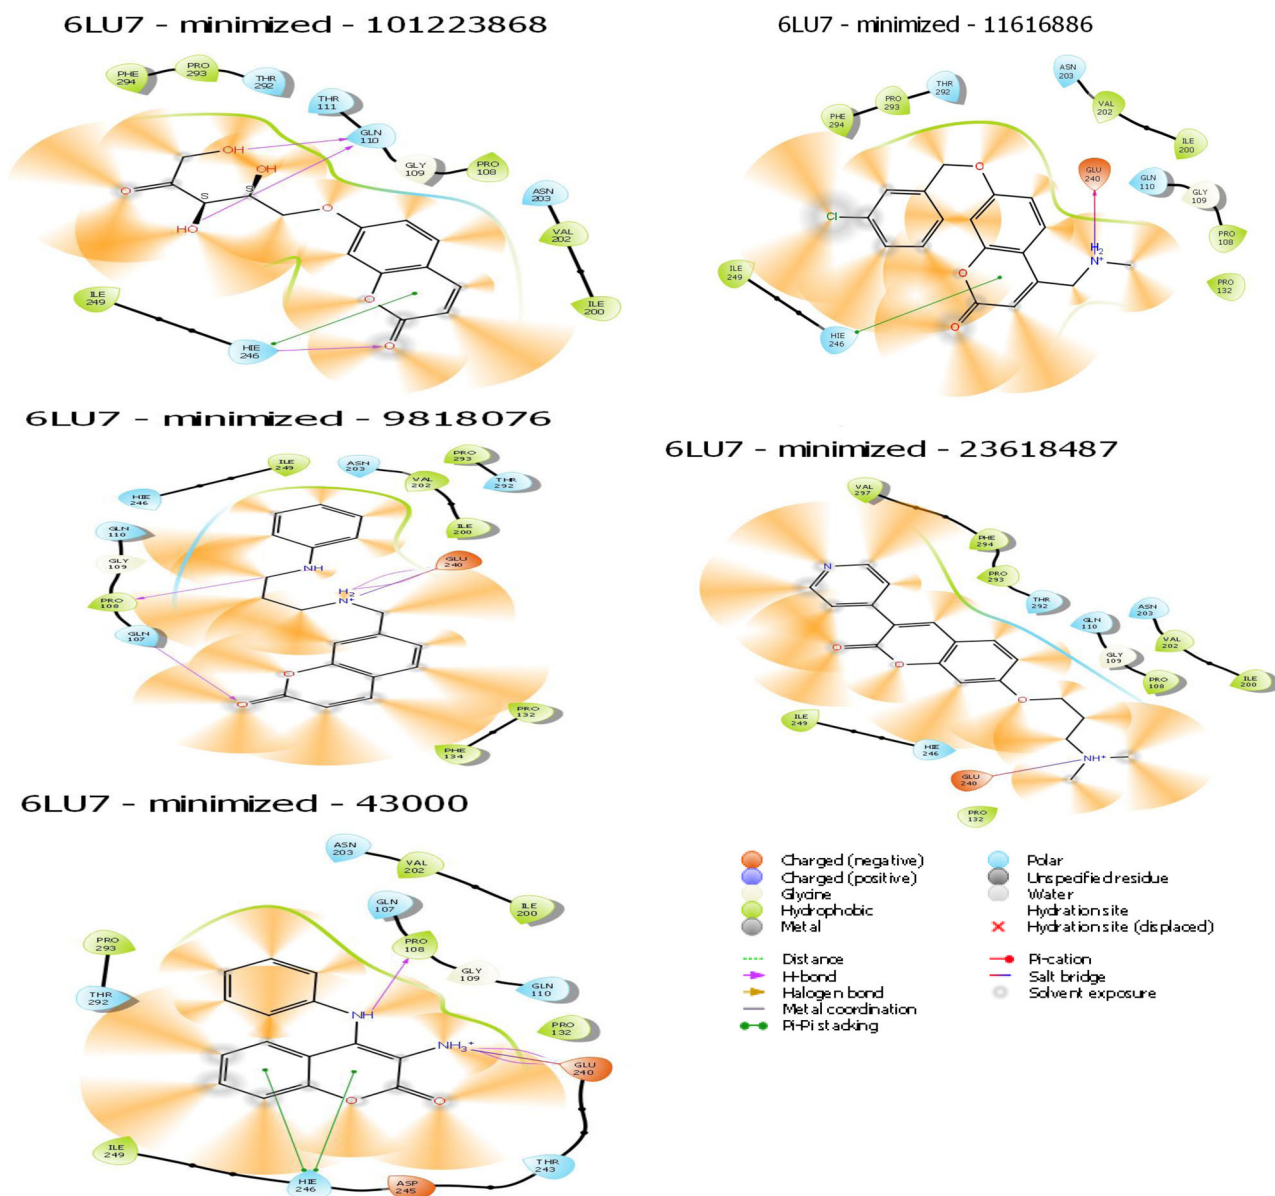 6LU7 - minimized - 101223868
PHE 294
PRO 293
THR 292
THR 111
GLN 110
GLY 109
PRO 108
ASN 203
VAL 202
ILE 200
ILE 249
HIE 246
OH
OH
O
S
S
HO
O
O
O
6LU7 - minimized - 11616886
ASN 203
VAL 202
ILE 200
THR 292
PRO 293
PHE 294
GLU 240
GLN 110
GLY 109
PRO 108
PRO 132
ILE 249
HIE 246
O
Cl
H2
N+
O
O
6LU7 - minimized - 9818076
ILE 249
HIE 246
ASN 203
VAL 202
ILE 200
PRO 293
THR 292
GLN 110
GLY 109
PRO 108
GLN 107
GLU 240
PRO 132
PHE 134
NH
H2
N+
O
O
6LU7 - minimized - 23618487
VAL 297
PHE 294
PRO 293
THR 292
GLN 110
GLY 109
PRO 108
ASN 203
VAL 202
ILE 200
ILE 249
HIE 246
GLU 240
PRO 132
N
O
O
O
NH+
6LU7 - minimized - 43000
ASN 203
VAL 202
ILE 200
GLN 107
PRO 108
GLY 109
GLN 110
PRO 293
THR 292
PRO 132
GLU 240
THR 243
ASP 245
HIE 246
ILE 249
NH
NH3+
O
O
Charged (negative)
Charged (positive)
Glycine
Hydrophobic
Metal
Polar
Unspecified residue
Water
Hydration site
Hydration site (displaced)
Distance
H-bond
Halogen bond
Metal coordination
Pi-Pi stacking
Pi-cation
Salt bridge
Solvent exposure